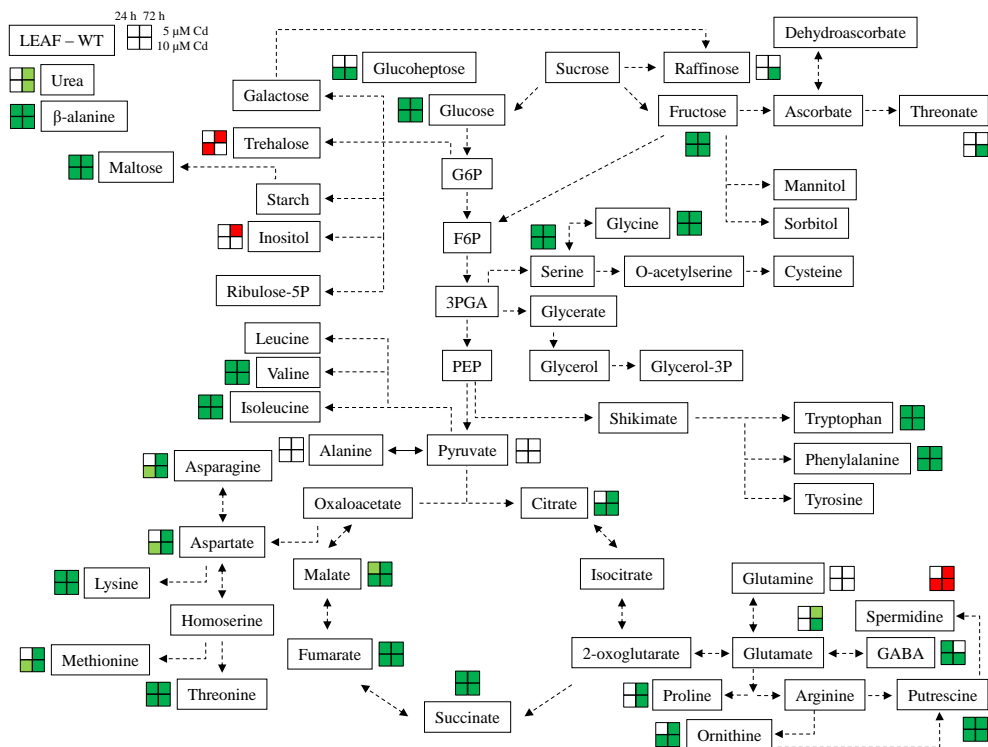 24 h 72 h
5 µM Cd
10 µM Cd
LEAF – WT
Urea
β-alanine
Dehydroascorbate
Glucoheptose
Sucrose
Raffinose
Galactose
Glucose
Fructose
Ascorbate
Threonate
Trehalose
Maltose
G6P
Starch
Mannitol
Inositol
F6P
Glycine
Sorbitol
Serine
O-acetylserine
Cysteine
Ribulose-5P
3PGA
Glycerate
Leucine
Valine
PEP
Glycerol
Glycerol-3P
Isoleucine
Shikimate
Tryptophan
Alanine
Pyruvate
Phenylalanine
Asparagine
Oxaloacetate
Citrate
Tyrosine
Aspartate
Lysine
Malate
Isocitrate
Glutamine
Spermidine
Homoserine
Methionine
Fumarate
2-oxoglutarate
Glutamate
GABA
Threonine
Succinate
Proline
Arginine
Putrescine
Ornithine